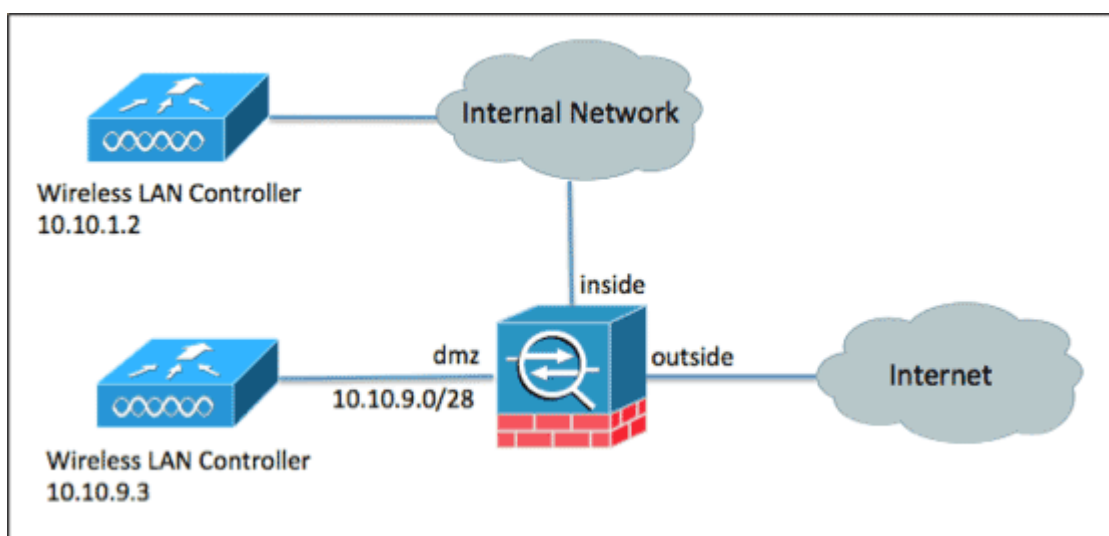 Internal Network
Wireless LAN Controller
10.10.1.2
inside
dmz
outside
10.10.9.0/28
Internet
Wireless LAN Controller
10.10.9.3